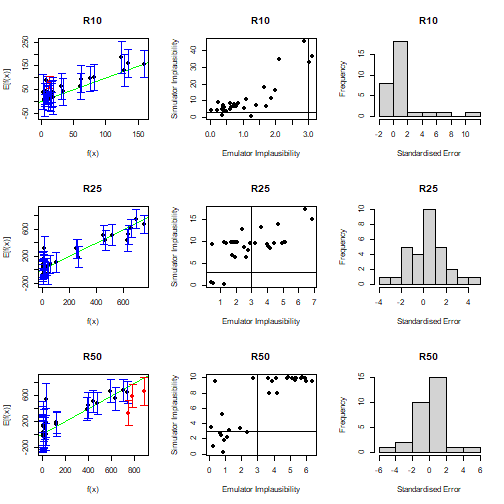 R10 R10 R10
E[f(x)] -50 50 150 250
0 50 100 150
f(x)
Simulator Implausibility 0 10 20 30 40
0.0 1.0 2.0 3.0
Emulator Implausibility
Frequency 0 5 10 15
-2 0 2 4 6 8 10
Standardised Error
R25 R25 R25
E[f(x)] -200 200 600
0 200 400 600
f(x)
Simulator Implausibility 0 5 10 15
1 2 3 4 5 6 7
Emulator Implausibility
Frequency 0 2 4 6 8 10
-4 -2 0 2 4
Standardised Error
R50 R50 R50
E[f(x)] -200 200 600
0 200 400 600 800
f(x)
Simulator Implausibility 0 2 4 6 8 10
0 1 2 3 4 5 6
Emulator Implausibility
Frequency 0 5 10 15
-6 -4 -2 0 2 4 6
Standardised Error